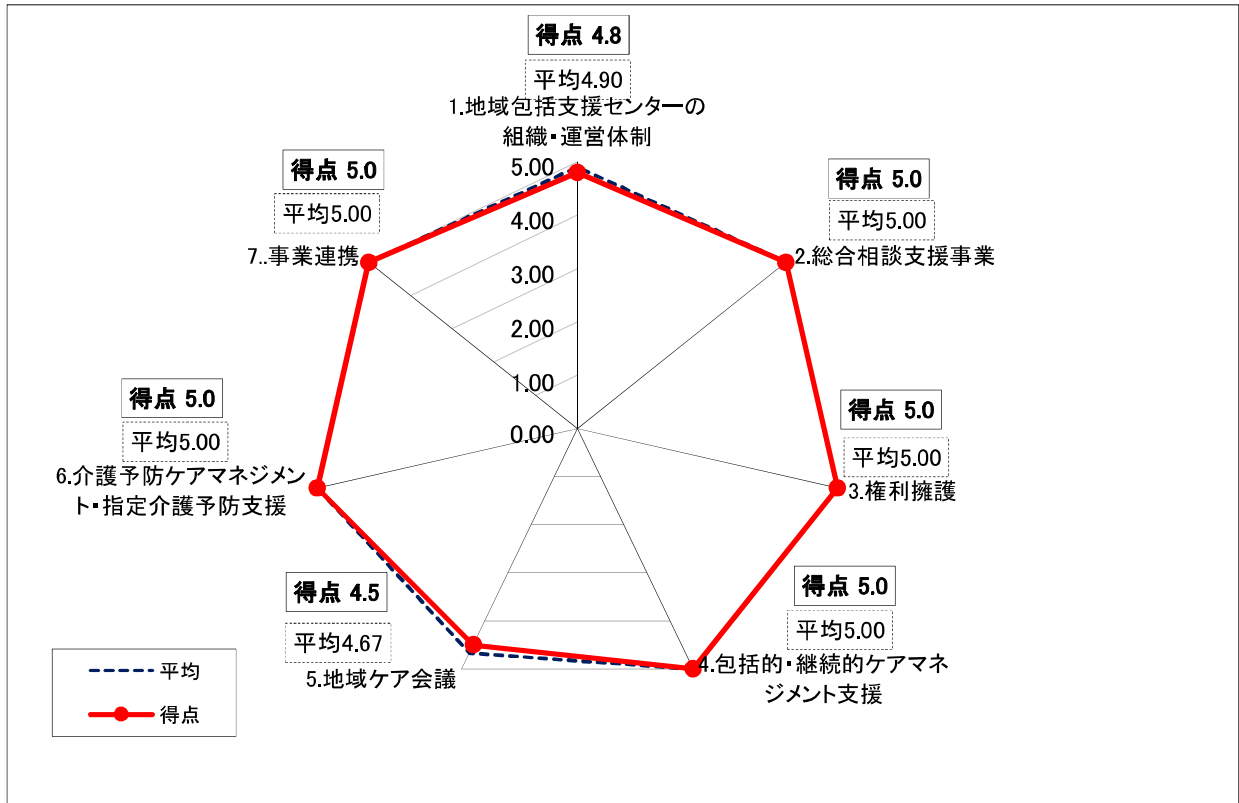 得点 4.8
平均4.90
1.地域包括支援センターの
組織・運営体制
得点 5.0
平均5.00
2.総合相談支援事業
得点 5.0
平均5.00
3.権利擁護
得点 5.0
平均5.00
4.包括的・継続的ケアマネ
ジメント支援
得点 4.5
平均4.67
5.地域ケア会議
得点 5.0
平均5.00
6.介護予防ケアマネジメン
ト・指定介護予防支援
得点 5.0
平均5.00
7..事業連携
5.00
4.00
3.00
2.00
1.00
0.00
平均
得点